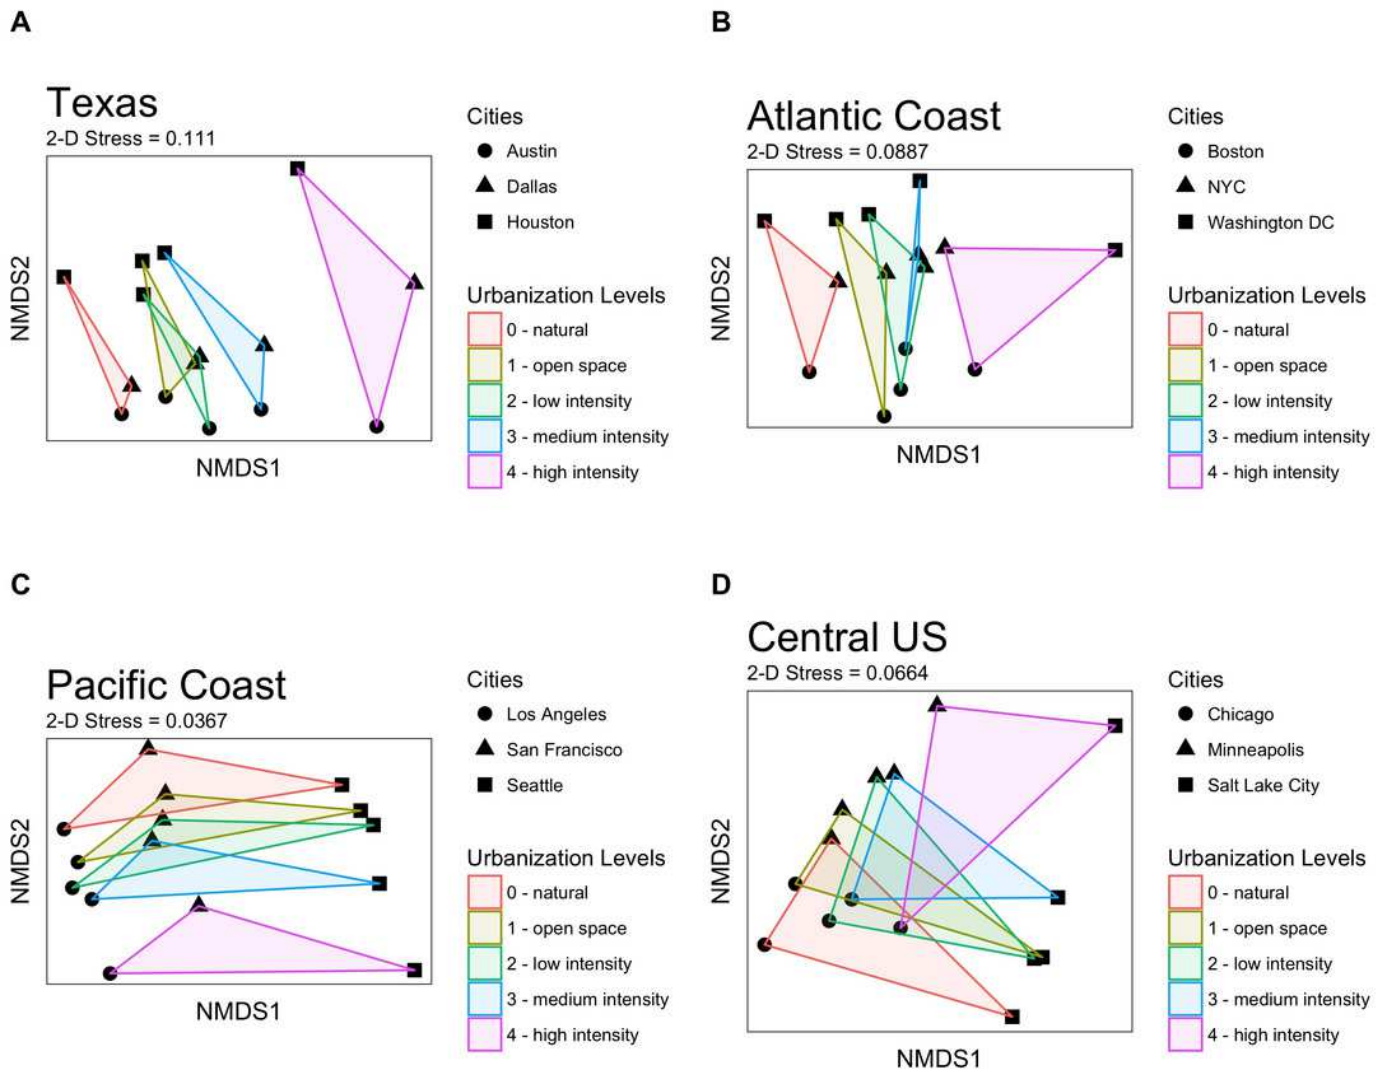 A
Texas
2-D Stress = 0.111
NMDS2
NMDS1
Cities
Austin
Dallas
Houston
Urbanization Levels
0 - natural
1 - open space
2 - low intensity
3 - medium intensity
4 - high intensity
B
Atlantic Coast
2-D Stress = 0.0887
NMDS2
NMDS1
Cities
Boston
NYC
Washington DC
Urbanization Levels
0 - natural
1 - open space
2 - low intensity
3 - medium intensity
4 - high intensity
C
Pacific Coast
2-D Stress = 0.0367
NMDS2
NMDS1
Cities
Los Angeles
San Francisco
Seattle
Urbanization Levels
0 - natural
1 - open space
2 - low intensity
3 - medium intensity
4 - high intensity
D
Central US
2-D Stress = 0.0664
NMDS2
NMDS1
Cities
Chicago
Minneapolis
Salt Lake City
Urbanization Levels
0 - natural
1 - open space
2 - low intensity
3 - medium intensity
4 - high intensity